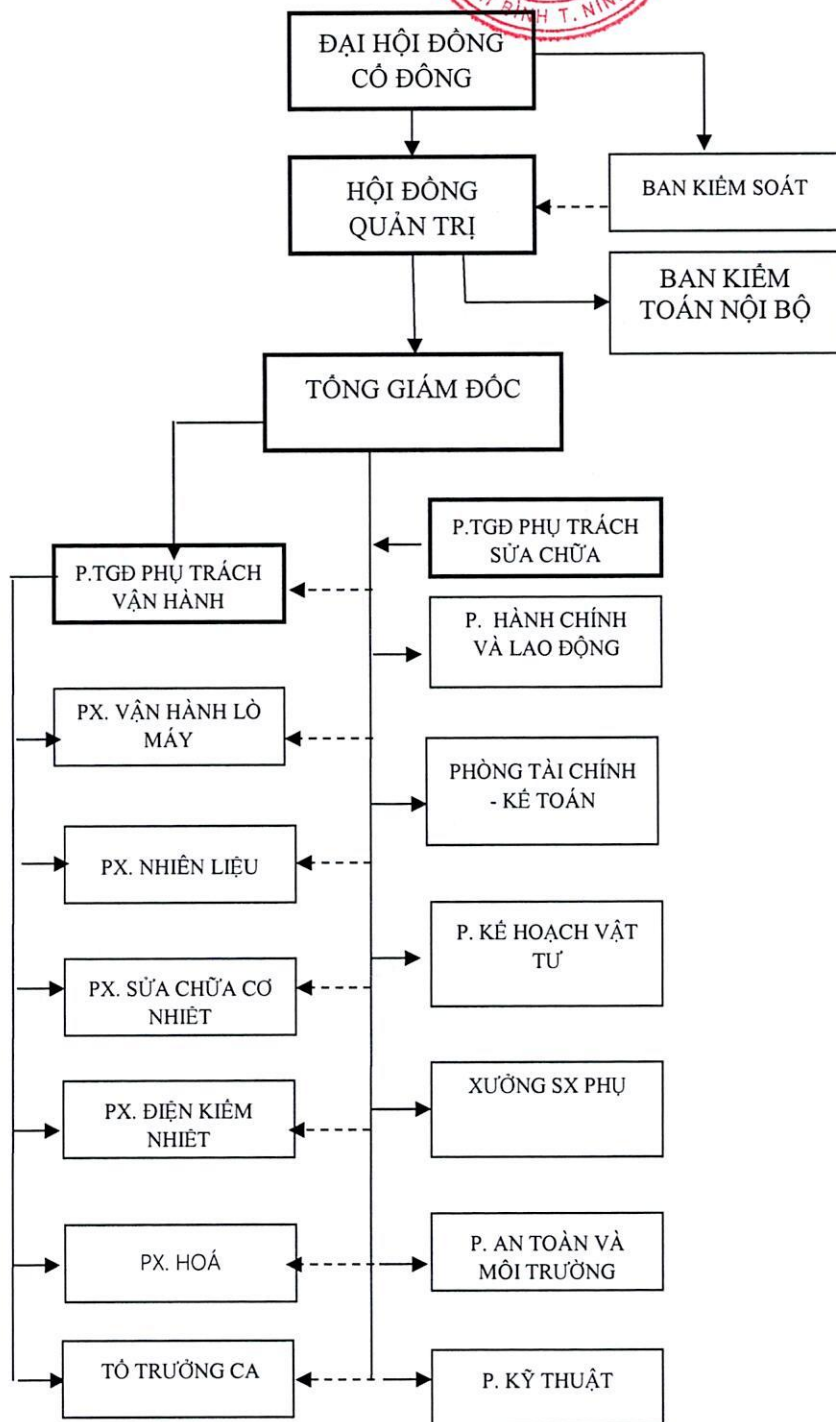 BÌNH T. NINH
ĐẠI HỘI ĐỒNG
CỔ ĐÔNG
HỘI ĐỒNG
QUẢN TRỊ
BAN KIỂM SOÁT
BAN KIỂM
TOÁN NỘI BỘ
TỔNG GIÁM ĐỐC
P.TGĐ PHỤ TRÁCH
SỬA CHỮA
P.TGĐ PHỤ TRÁCH
VẬN HÀNH
P. HÀNH CHÍNH
VÀ LAO ĐỘNG
PX. VẬN HÀNH LÒ
MÁY
PHÒNG TÀI CHÍNH
- KẾ TOÁN
PX. NHIÊN LIỆU
P. KẾ HOẠCH VẬT
TƯ
PX. SỬA CHỮA CƠ
NHIỆT
XƯỞNG SX PHỤ
PX. ĐIỆN KIỂM
NHIỆT
P. AN TOÀN VÀ
MÔI TRƯỜNG
PX. HOÁ
TỔ TRƯỞNG CA
P. KỸ THUẬT